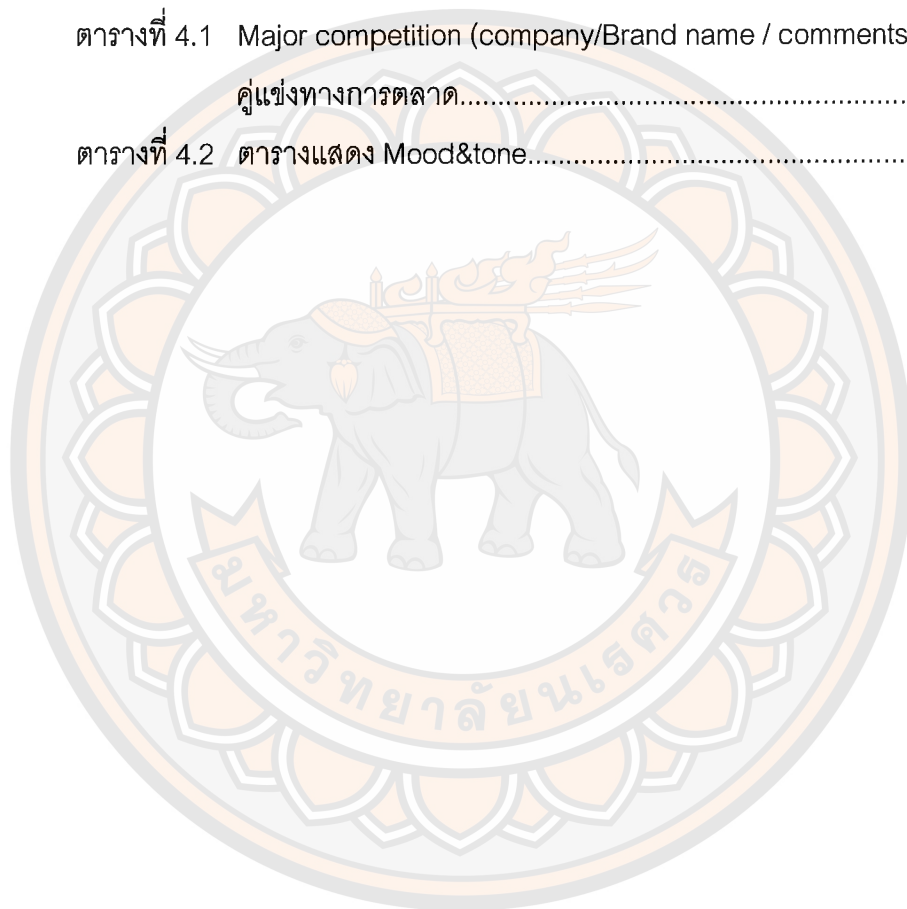 ตารางที่ 4.1 Major competition (company/Brand name / comments
คู่แข่งทางการตลาด............................................................
ตารางที่ 4.2 ตารางแสดง Mood&tone..................................................
มหาวิทยาลัยนเรศวร